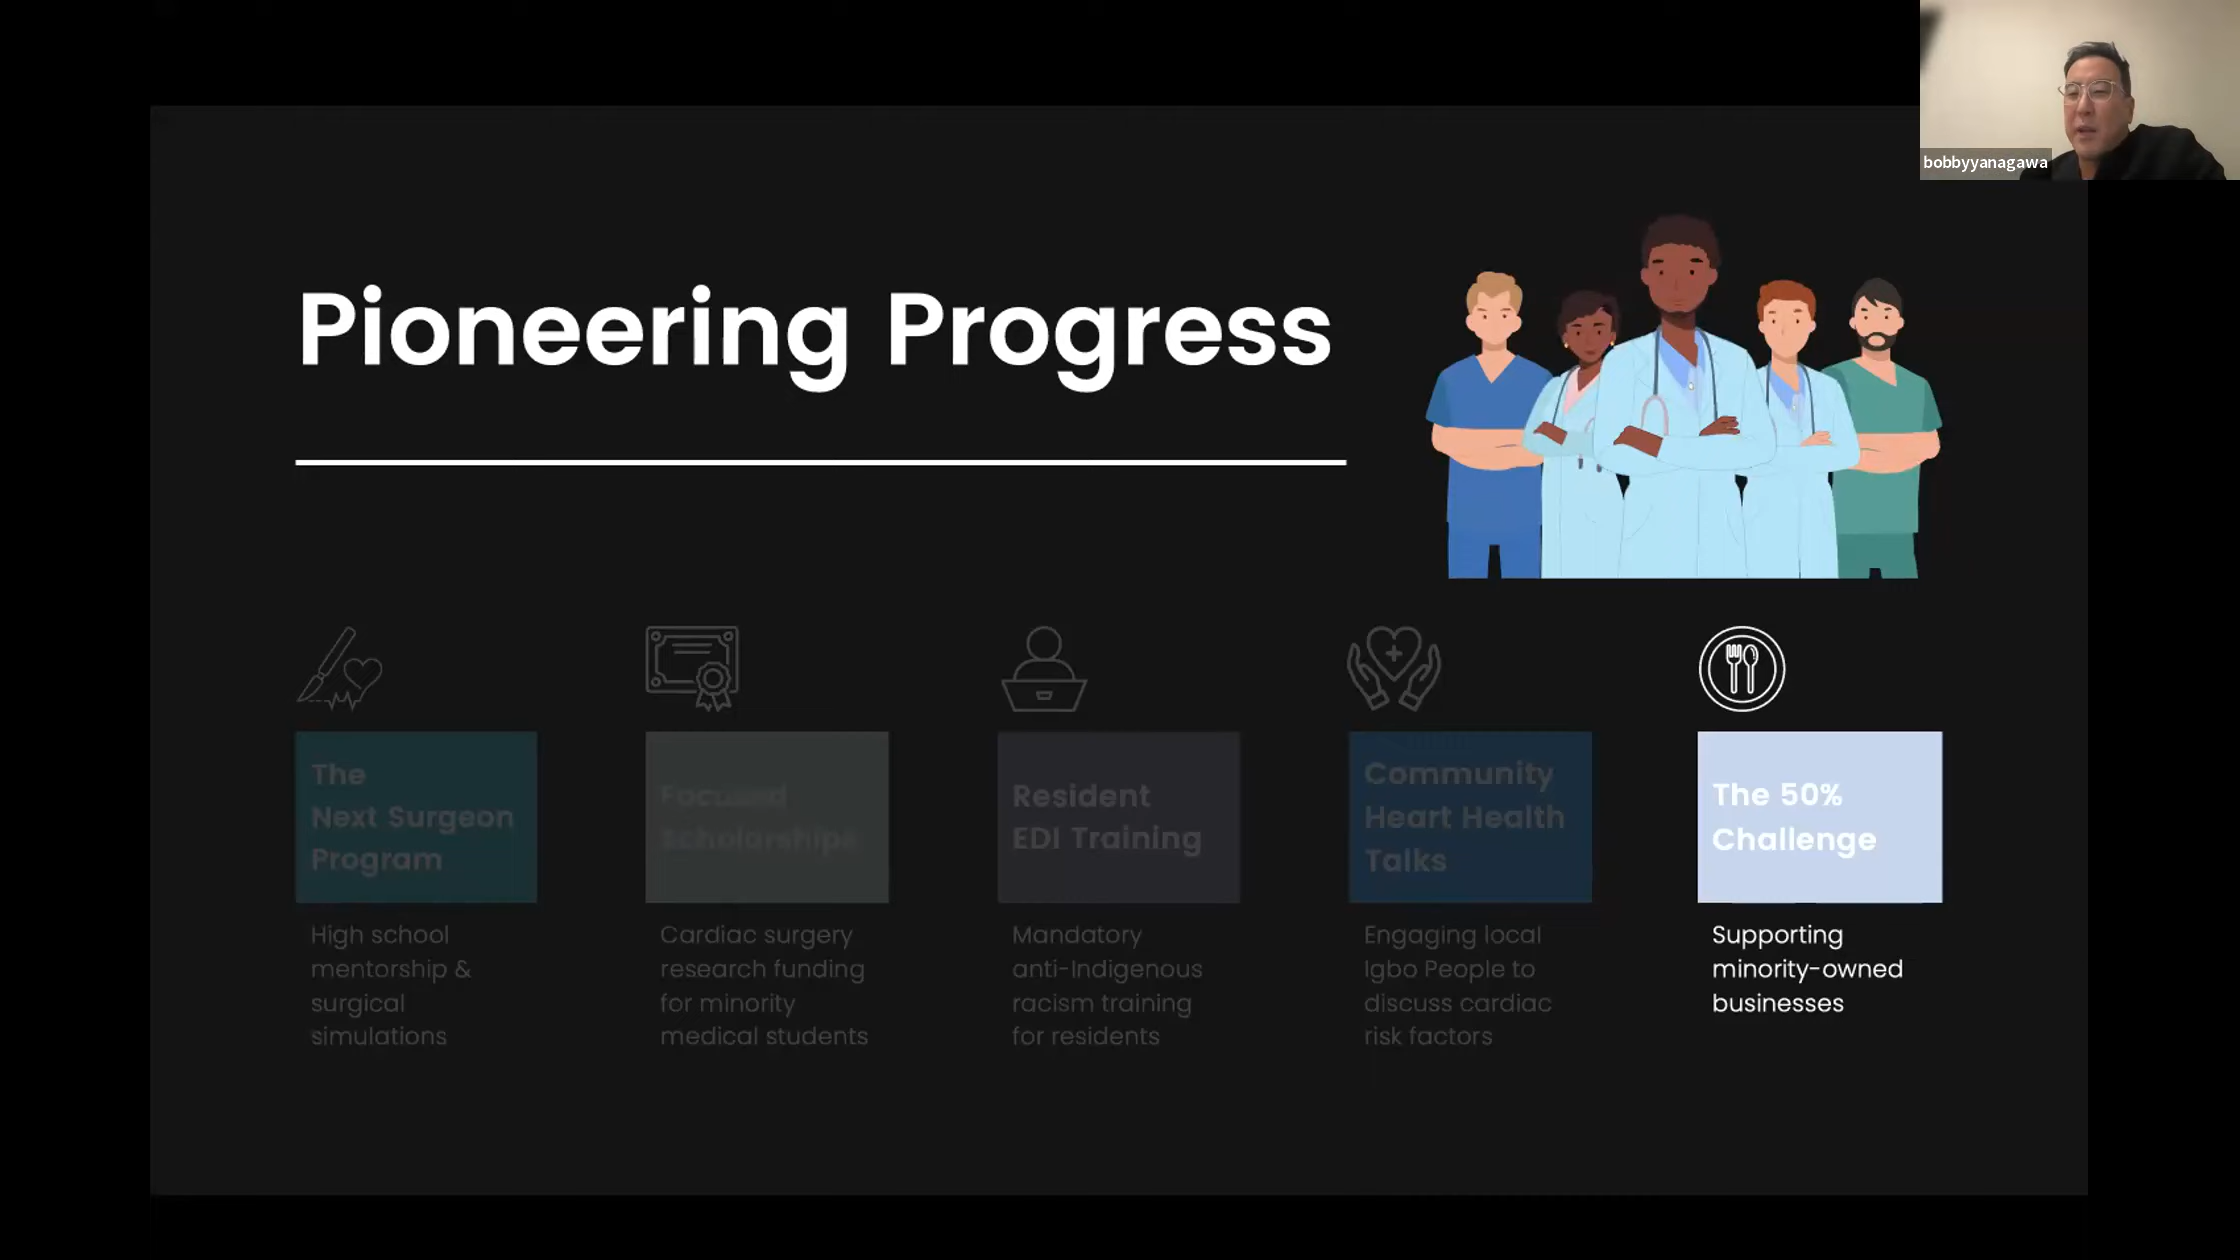 bobbyyanagawa
Pioneering Progress
The
Next Surgeon
Program
High school
mentorship &
surgical
simulations
Focused
Scholarships
Cardiac surgery
research funding
for minority
medical students
Resident
EDI Training
Mandatory
anti-Indigenous
racism training
for residents
Community
Heart Health
Talks
Engaging local
Igbo People to
discuss cardiac
risk factors
The 50%
Challenge
Supporting
minority-owned
businesses